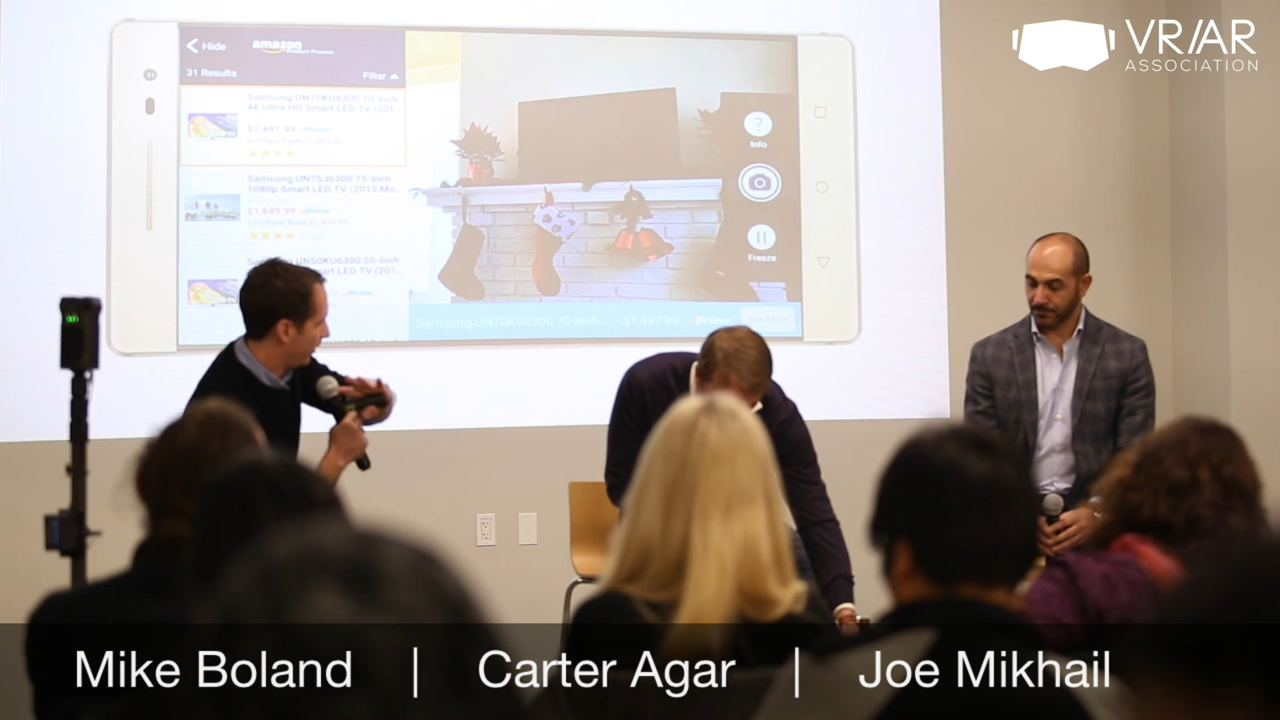 VR/AR
ASSOCIATION
Hide
amazon
Product Preview
31 Results
Filter
Samsung UN70KU6300 70-Inch
4K Ultra HD Smart LED TV (201...
$1,497.99
Samsung UN75J6300 75-Inch
1080p Smart LED TV (2015 Mo...
$1,699.99
Samsung UN50KU6300 50-Inch
Smart LED TV (201...
Info
Freeze
Samsung UN70KU6300 70-Inch...
$1,497.99
Mike Boland | Carter Agar | Joe Mikhail